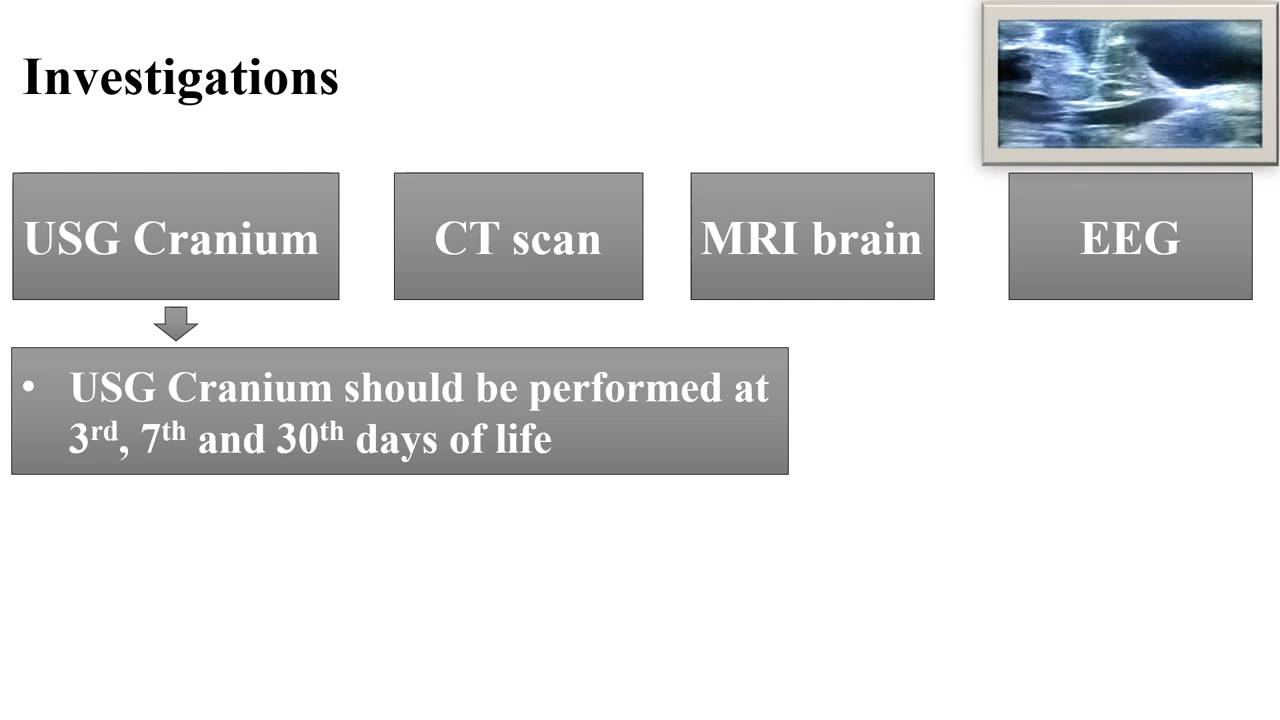 Investigations
USG Cranium
CT scan
MRI brain
EEG
• USG Cranium should be performed at
3rd, 7th and 30th days of life